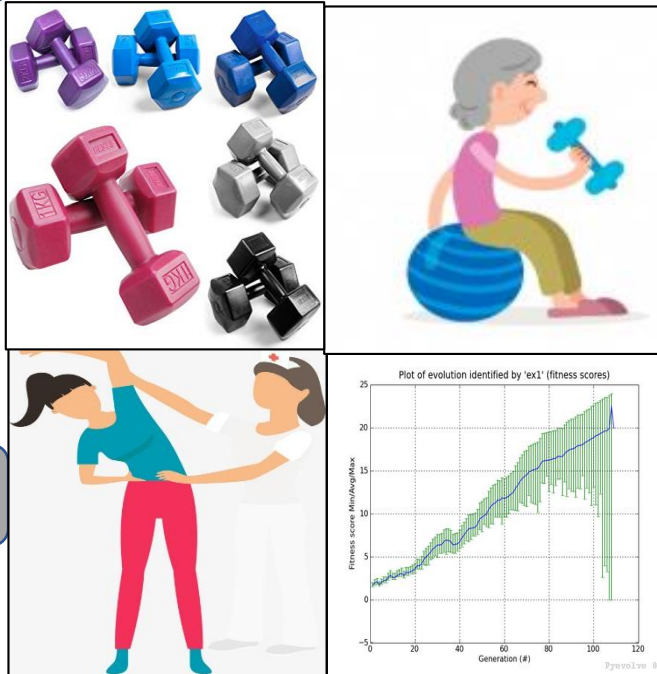 1KG
1KG
Plot of evolution identified by 'ex1' (fitness scores)
Fitness score Min/Avg/Max
25
20
15
10
5
0
−5
0 20 40 60 80 100 120
Generation (#)
Pyevolve